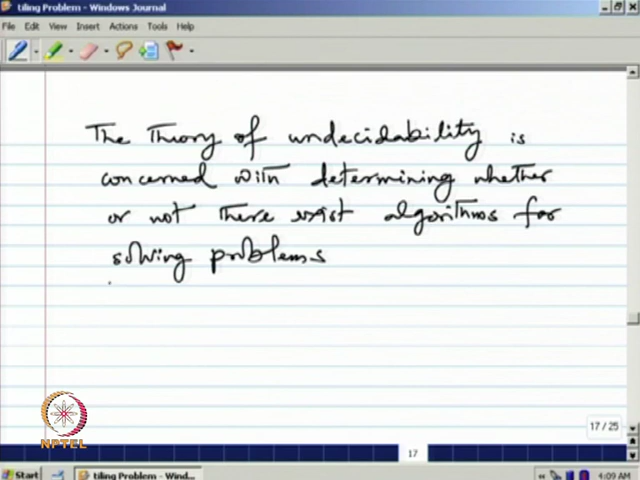 tiling Problem - Windows Journal
File Edit View Insert Actions Tools Help
The Theory of undecidability is
concerned with determining whether
or not there exist algorithms for
solving problems
NPTEL
17 / 25
17
Start tiling Problem - Wind... 4:09 AM